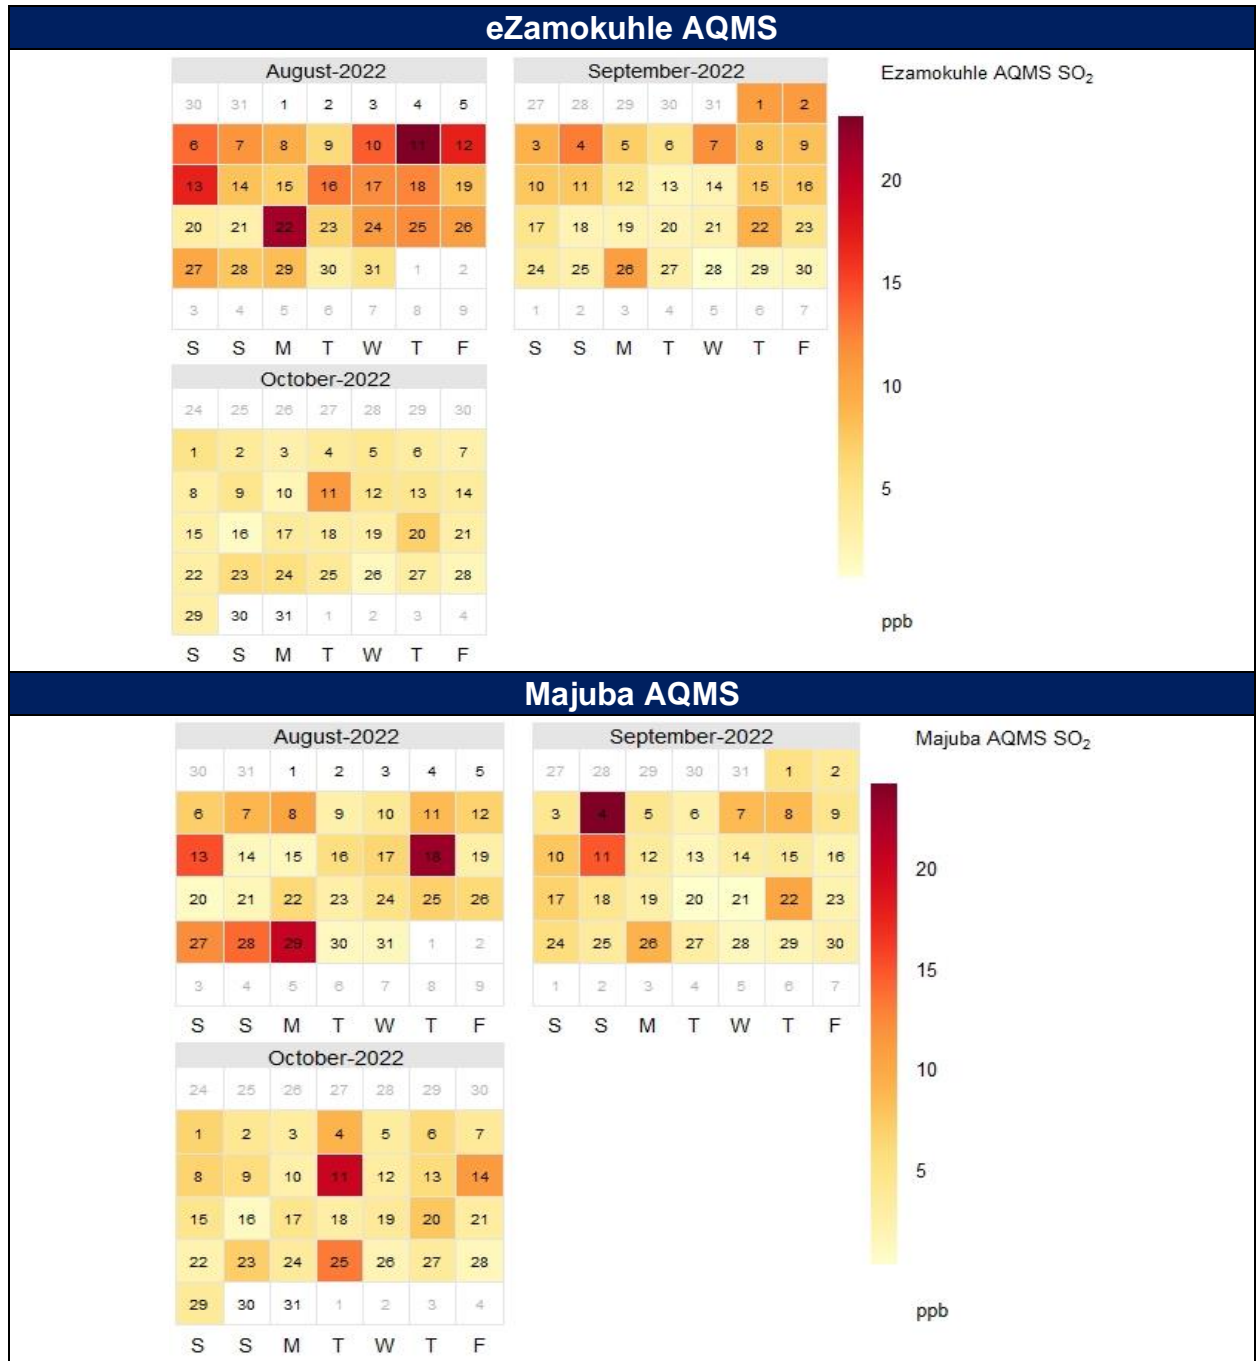 eZamokuhle AQMS
August-2022
30 31 1 2 3 4 5
6 7 8 9 10 11 12
13 14 15 16 17 18 19
20 21 22 23 24 25 26
27 28 29 30 31 1 2
3 4 5 6 7 8 9
S S M T W T F
September-2022
27 28 29 30 31 1 2
3 4 5 6 7 8 9
10 11 12 13 14 15 16
17 18 19 20 21 22 23
24 25 26 27 28 29 30
1 2 3 4 5 6 7
S S M T W T F
October-2022
24 25 26 27 28 29 30
1 2 3 4 5 6 7
8 9 10 11 12 13 14
15 16 17 18 19 20 21
22 23 24 25 26 27 28
29 30 31 1 2 3 4
S S M T W T F
Ezamokuhle AQMS SO₂
20
15
10
5
ppb
Majuba AQMS
August-2022
30 31 1 2 3 4 5
6 7 8 9 10 11 12
13 14 15 16 17 18 19
20 21 22 23 24 25 26
27 28 29 30 31 1 2
3 4 5 6 7 8 9
S S M T W T F
September-2022
27 28 29 30 31 1 2
3 4 5 6 7 8 9
10 11 12 13 14 15 16
17 18 19 20 21 22 23
24 25 26 27 28 29 30
1 2 3 4 5 6 7
S S M T W T F
October-2022
24 25 26 27 28 29 30
1 2 3 4 5 6 7
8 9 10 11 12 13 14
15 16 17 18 19 20 21
22 23 24 25 26 27 28
29 30 31 1 2 3 4
S S M T W T F
Majuba AQMS SO₂
20
15
10
5
ppb